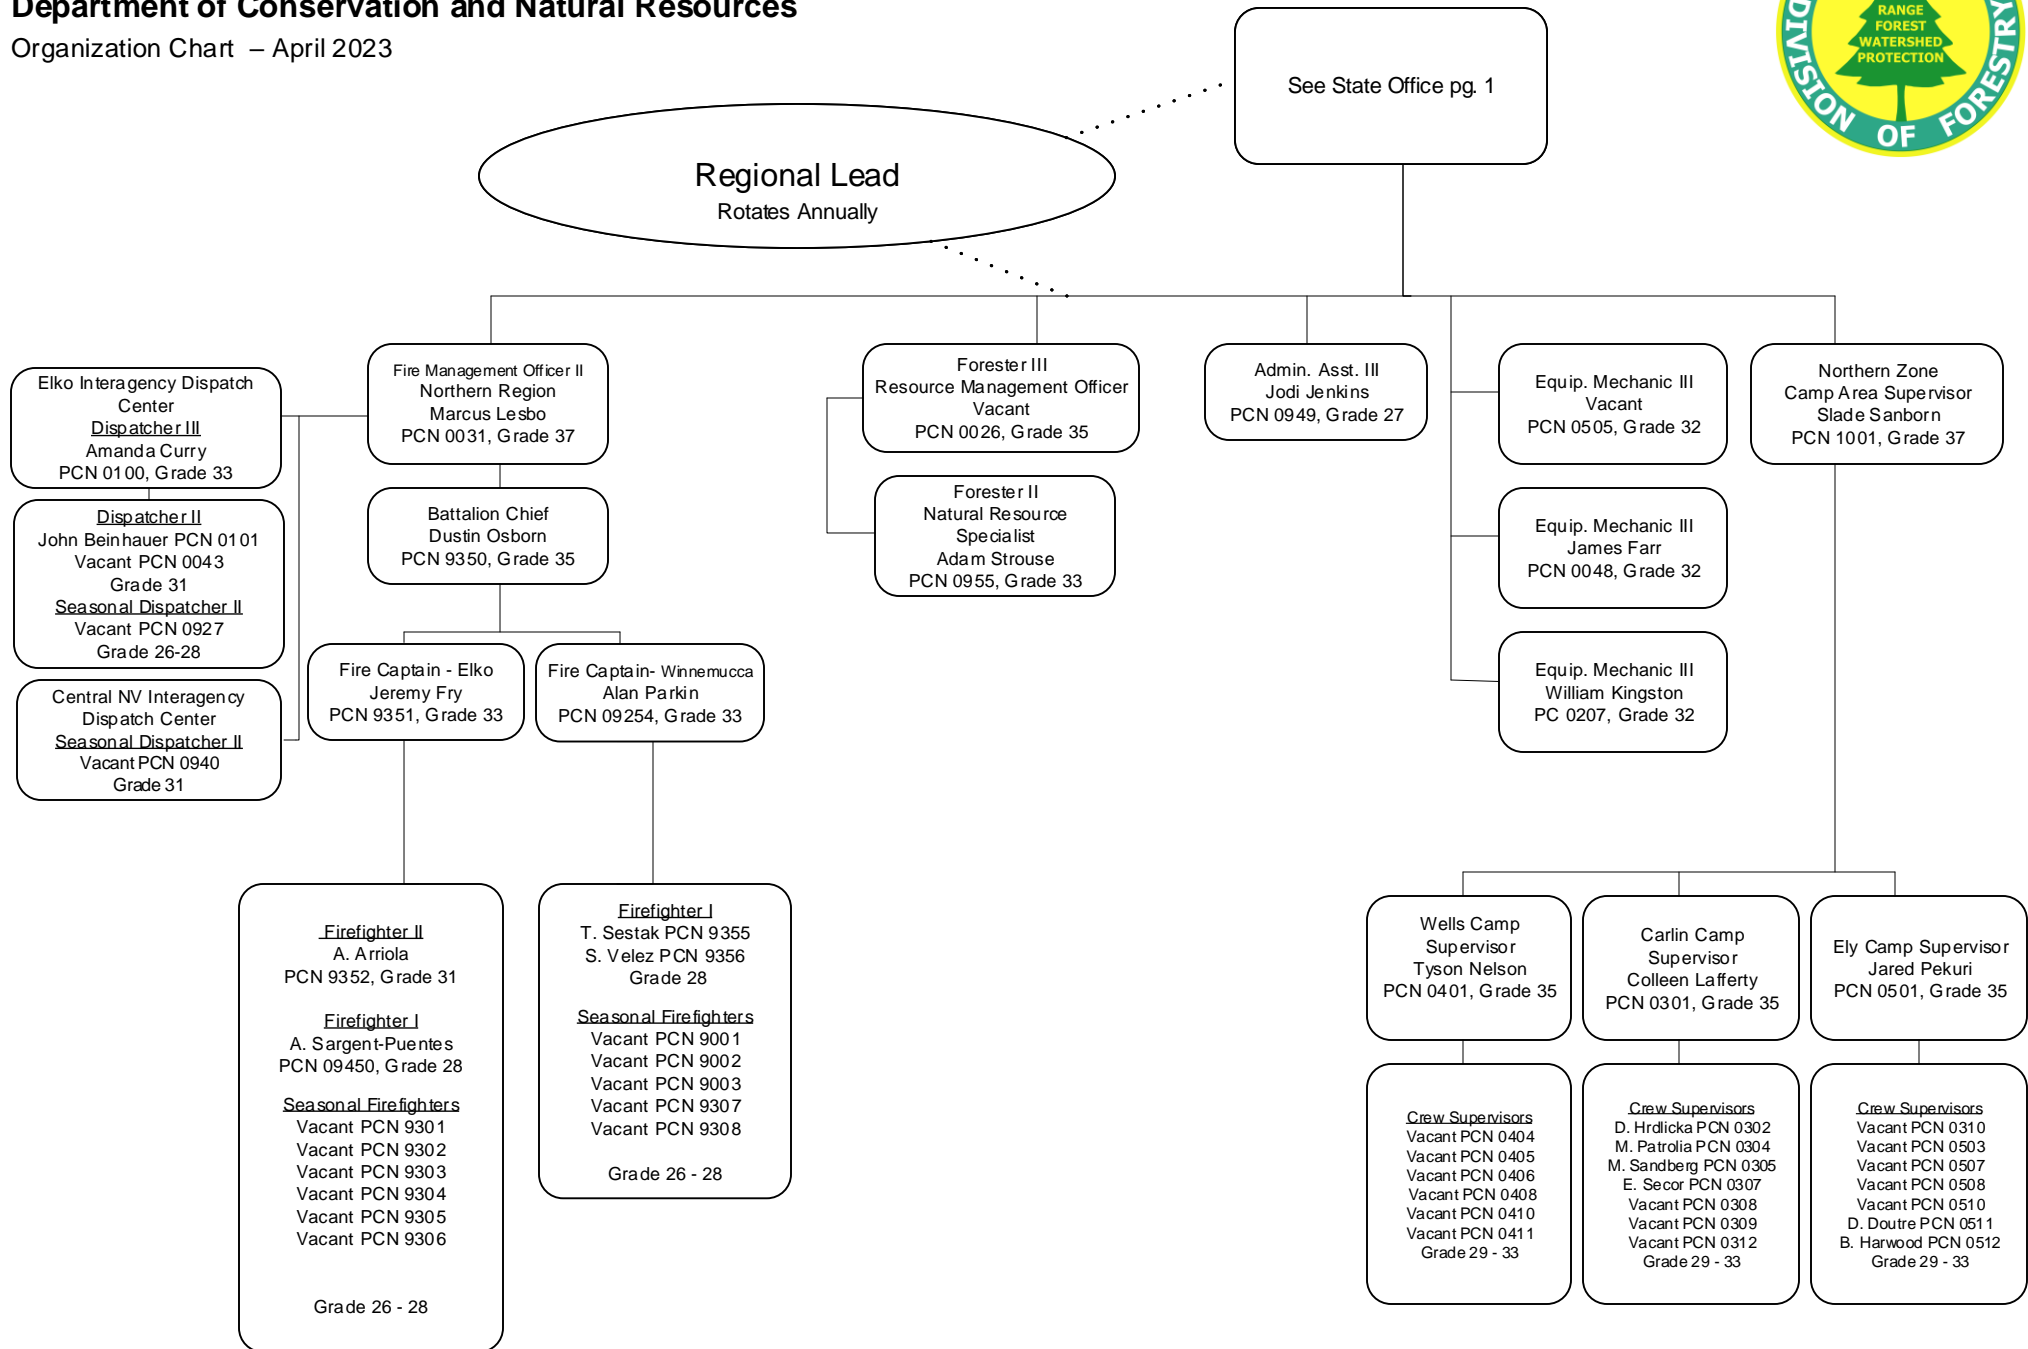 Department of Conservation and Natural Resources
Organization Chart – April 2023
DIVISION OF FORESTRY
RANGE
FOREST
WATERSHED
PROTECTION
See State Office pg. 1
Regional Lead
Rotates Annually
Elko Interagency Dispatch
Center
Dispatcher III
Amanda Curry
PCN 0100, Grade 33
Dispatcher II
John Beinhauer PCN 0101
Vacant PCN 0043
Grade 31
Seasonal Dispatcher II
Vacant PCN 0927
Grade 26-28
Central NV Interagency
Dispatch Center
Seasonal Dispatcher II
Vacant PCN 0940
Grade 31
Fire Management Officer II
Northern Region
Marcus Lesbo
PCN 0031, Grade 37
Battalion Chief
Dustin Osborn
PCN 9350, Grade 35
Fire Captain - Elko
Jeremy Fry
PCN 9351, Grade 33
Fire Captain- Winnemucca
Alan Parkin
PCN 09254, Grade 33
Firefighter II
A. Arriola
PCN 9352, Grade 31
Firefighter I
A. Sargent-Puentes
PCN 09450, Grade 28
Seasonal Firefighters
Vacant PCN 9301
Vacant PCN 9302
Vacant PCN 9303
Vacant PCN 9304
Vacant PCN 9305
Vacant PCN 9306
Grade 26 - 28
Firefighter I
T. Sestak PCN 9355
S. Velez PCN 9356
Grade 28
Seasonal Firefighters
Vacant PCN 9001
Vacant PCN 9002
Vacant PCN 9003
Vacant PCN 9307
Vacant PCN 9308
Grade 26 - 28
Forester III
Resource Management Officer
Vacant
PCN 0026, Grade 35
Forester II
Natural Resource
Specialist
Adam Strouse
PCN 0955, Grade 33
Admin. Asst. III
Jodi Jenkins
PCN 0949, Grade 27
Equip. Mechanic III
Vacant
PCN 0505, Grade 32
Equip. Mechanic III
James Farr
PCN 0048, Grade 32
Equip. Mechanic III
William Kingston
PC 0207, Grade 32
Northern Zone
Camp Area Supervisor
Slade Sanborn
PCN 1001, Grade 37
Wells Camp
Supervisor
Tyson Nelson
PCN 0401, Grade 35
Carlin Camp
Supervisor
Colleen Lafferty
PCN 0301, Grade 35
Ely Camp Supervisor
Jared Pekuri
PCN 0501, Grade 35
Crew Supervisors
Vacant PCN 0404
Vacant PCN 0405
Vacant PCN 0406
Vacant PCN 0408
Vacant PCN 0410
Vacant PCN 0411
Grade 29 - 33
Crew Supervisors
D. Hrdlicka PCN 0302
M. Patrolia PCN 0304
M. Sandberg PCN 0305
E. Secor PCN 0307
Vacant PCN 0308
Vacant PCN 0309
Vacant PCN 0312
Grade 29 - 33
Crew Supervisors
Vacant PCN 0310
Vacant PCN 0503
Vacant PCN 0507
Vacant PCN 0508
Vacant PCN 0510
D. Doutre PCN 0511
B. Harwood PCN 0512
Grade 29 - 33